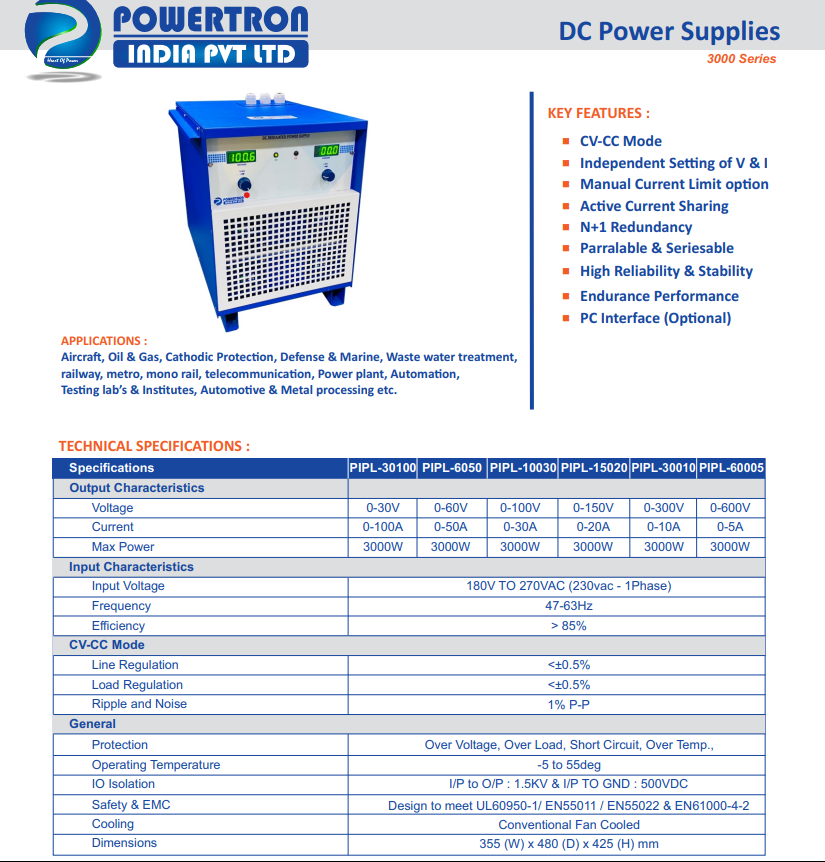 POWERTRON
INDIA PVT LTD
Heart Of Power
DC Power Supplies
3000 Series
DC REGULATED POWER SUPPLY
100.6
00.0
POWERTRON
KEY FEATURES :
CV-CC Mode
Independent Setting of V & I
Manual Current Limit option
Active Current Sharing
N+1 Redundancy
Parralable & Seriesable
High Reliability & Stability
Endurance Performance
PC Interface (Optional)
APPLICATIONS :
Aircraft, Oil & Gas, Cathodic Protection, Defense & Marine, Waste water treatment,
railway, metro, mono rail, telecommunication, Power plant, Automation,
Testing lab's & Institutes, Automotive & Metal processing etc.
TECHNICAL SPECIFICATIONS :
Specifications PIPL-30100 PIPL-6050 PIPL-10030 PIPL-15020 PIPL-30010 PIPL-60005
Output Characteristics
Voltage 0-30V 0-60V 0-100V 0-150V 0-300V 0-600V
Current 0-100A 0-50A 0-30A 0-20A 0-10A 0-5A
Max Power 3000W 3000W 3000W 3000W 3000W 3000W
Input Characteristics
Input Voltage 180V TO 270VAC (230vac - 1Phase)
Frequency 47-63Hz
Efficiency > 85%
CV-CC Mode
Line Regulation <±0.5%
Load Regulation <±0.5%
Ripple and Noise 1% P-P
General
Protection Over Voltage, Over Load, Short Circuit, Over Temp.,
Operating Temperature -5 to 55deg
IO Isolation I/P to O/P : 1.5KV & I/P TO GND : 500VDC
Safety & EMC Design to meet UL60950-1/ EN55011 / EN55022 & EN61000-4-2
Cooling Conventional Fan Cooled
Dimensions 355 (W) x 480 (D) x 425 (H) mm